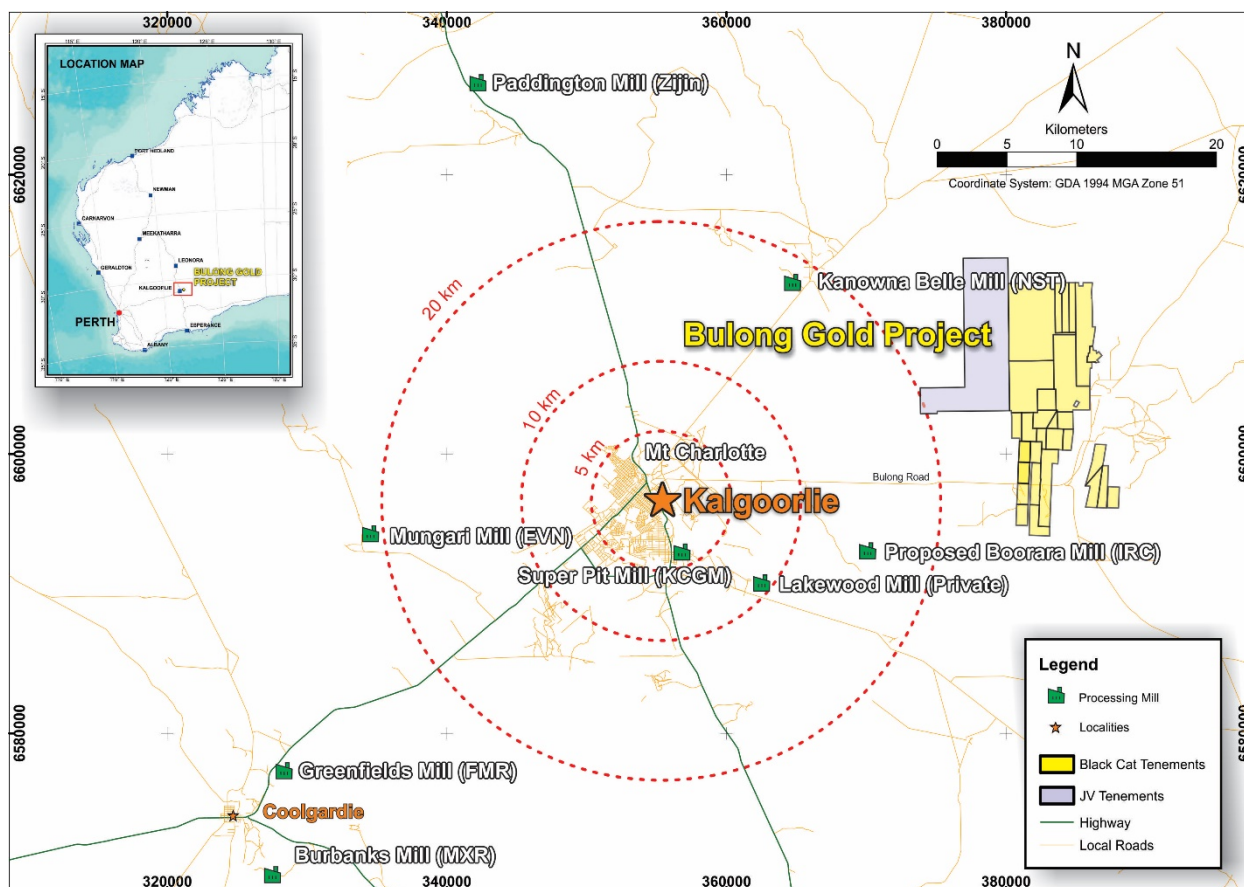 320000
340000
360000
380000
LOCATION MAP
PORT HEDLAND
NEWMAN
CARNARVON
MEEKATHARRA
GERALDTON
LEONORA
BULONG GOLD
PROJECT
KALGOORLIE
PERTH
ESPERANCE
ALBANY
Paddington Mill (Zijin)
N
Kilometers
0 5 10 20
Coordinate System: GDA 1994 MGA Zone 51
6620000
6620000
20 km
Kanowna Belle Mill (NST)
Bulong Gold Project
10 km
5 km
Mt Charlotte
6600000
6600000
Bulong Road
Kalgoorlie
Mungari Mill (EVN)
Proposed Boorara Mill (IRC)
Super Pit Mill (KCGM)
Lakewood Mill (Private)
6580000
6580000
Greenfields Mill (FMR)
Coolgardie
Burbanks Mill (MXR)
Legend
Processing Mill
Localities
Black Cat Tenements
JV Tenements
Highway
Local Roads
320000
340000
360000
380000